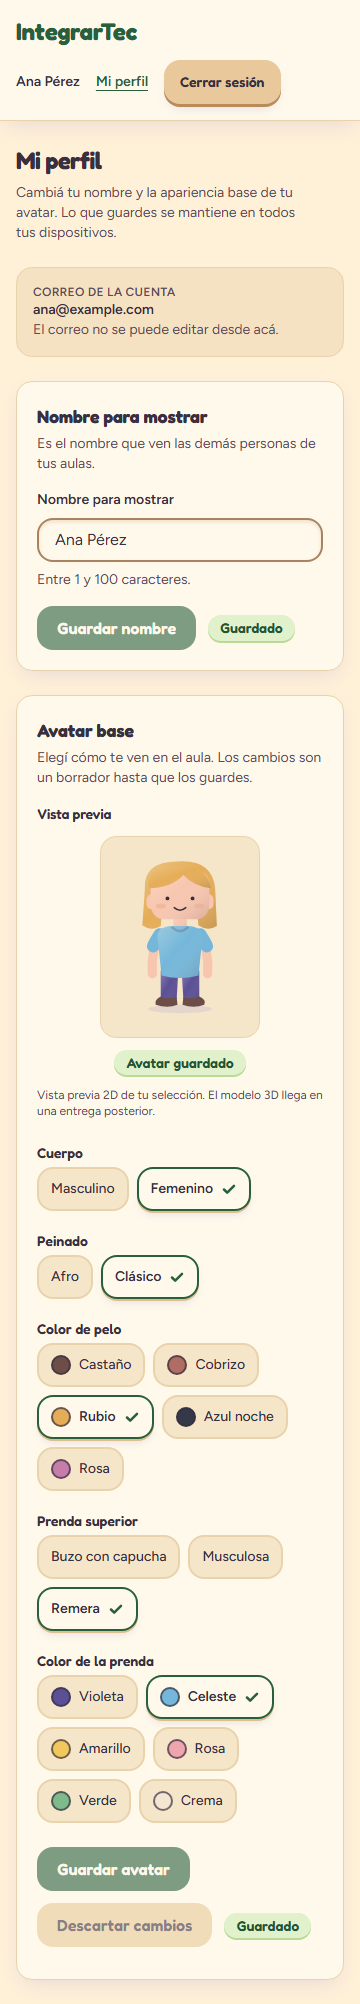 IntegrarTec
Ana Pérez Mi perfil Cerrar sesión
Mi perfil
Cambiá tu nombre y la apariencia base de tu
avatar. Lo que guardes se mantiene en todos
tus dispositivos.
CORREO DE LA CUENTA
ana@example.com
El correo no se puede editar desde acá.
Nombre para mostrar
Es el nombre que ven las demás personas de
tus aulas.
Nombre para mostrar
Ana Pérez
Entre 1 y 100 caracteres.
Guardar nombre Guardado
Avatar base
Elegí cómo te ven en el aula. Los cambios son
un borrador hasta que los guardes.
Vista previa
Avatar guardado
Vista previa 2D de tu selección. El modelo 3D llega en
una entrega posterior.
Cuerpo
Masculino Femenino
Peinado
Afro Clásico
Color de pelo
Castaño Cobrizo
Rubio Azul noche
Rosa
Prenda superior
Buzo con capucha Musculosa
Remera
Color de la prenda
Violeta Celeste
Amarillo Rosa
Verde Crema
Guardar avatar
Descartar cambios Guardado